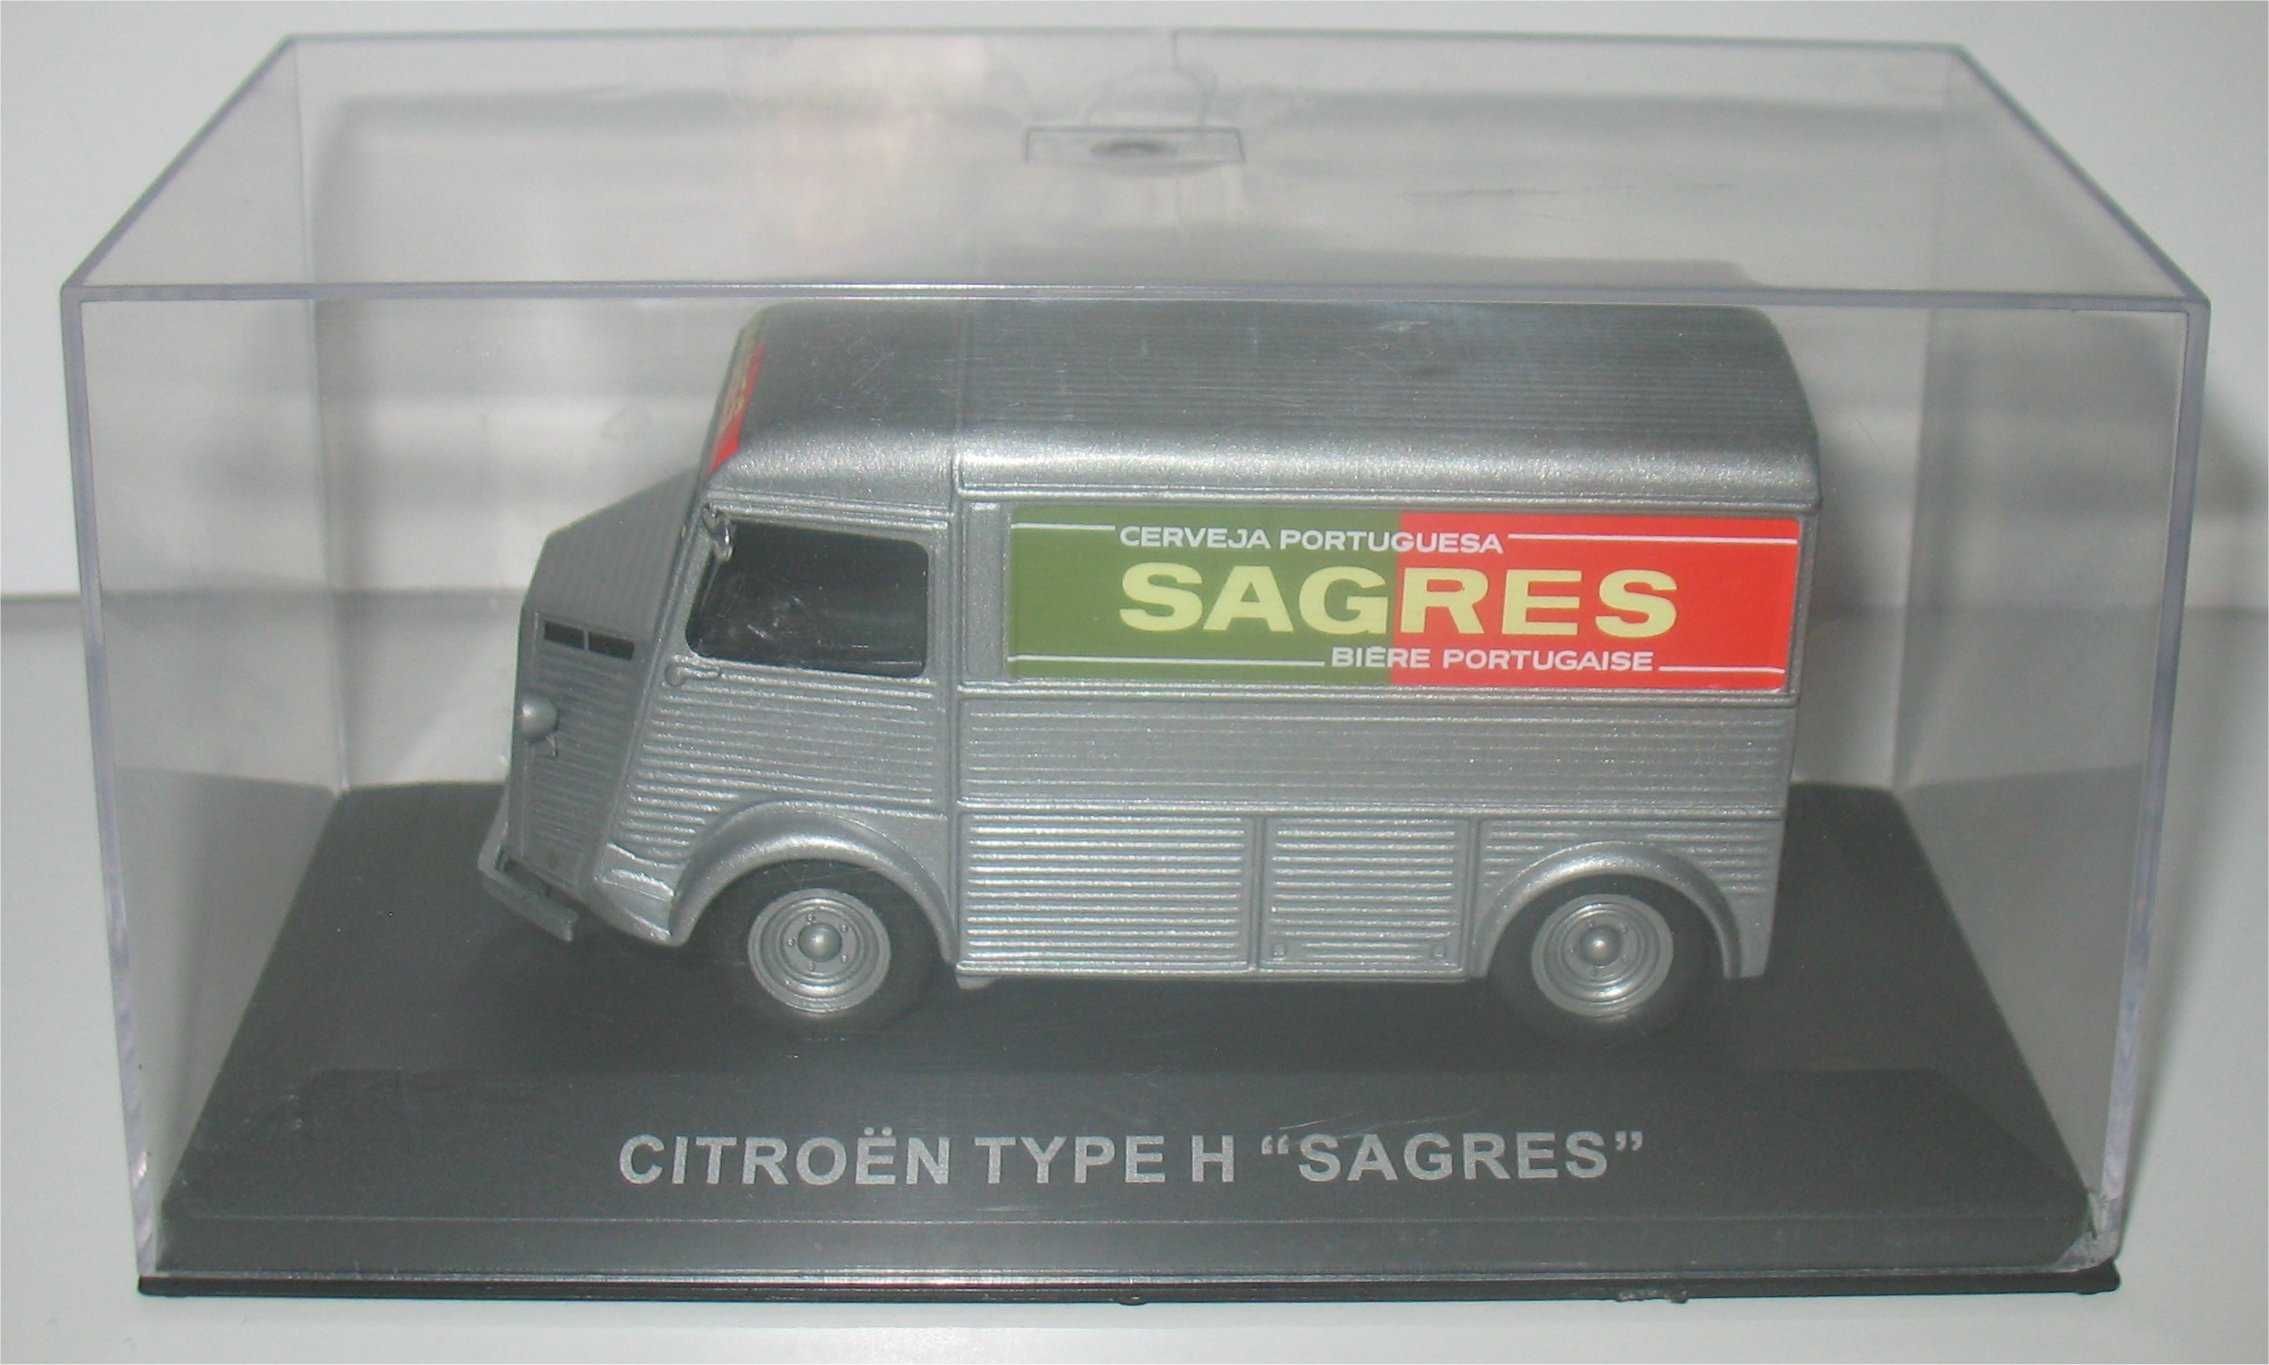 CERVEJA PORTUGUESA
SAGRES
BIÈRE PORTUGAISE
CITROËN TYPE H “SAGRES”